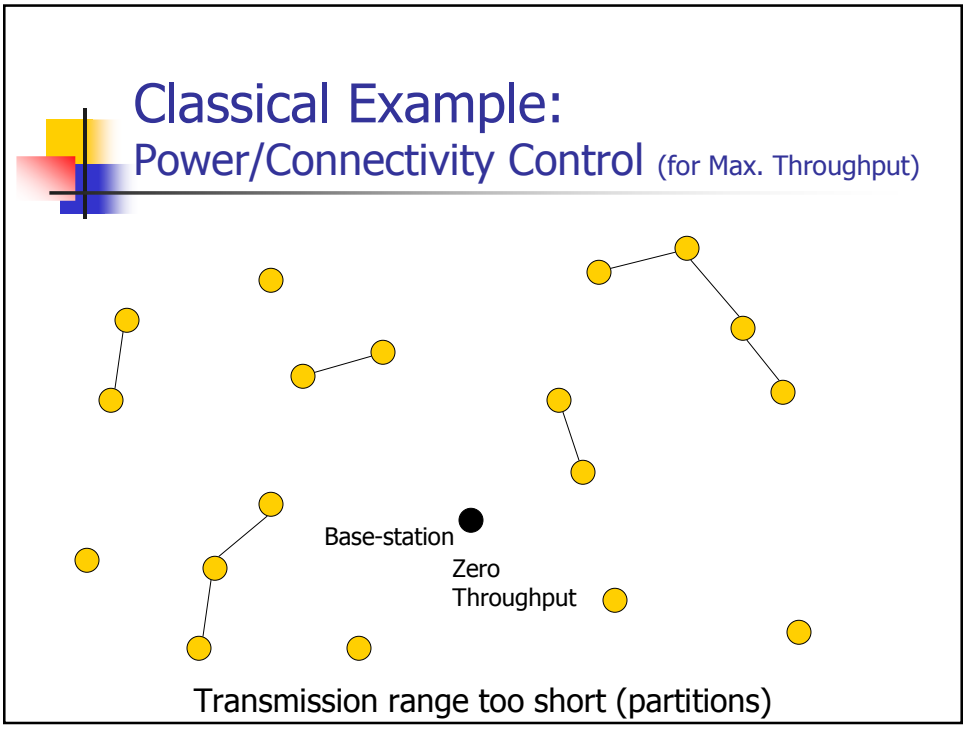 Classical Example:
Power/Connectivity Control (for Max. Throughput)
Base-station
Zero
Throughput
Transmission range too short (partitions)